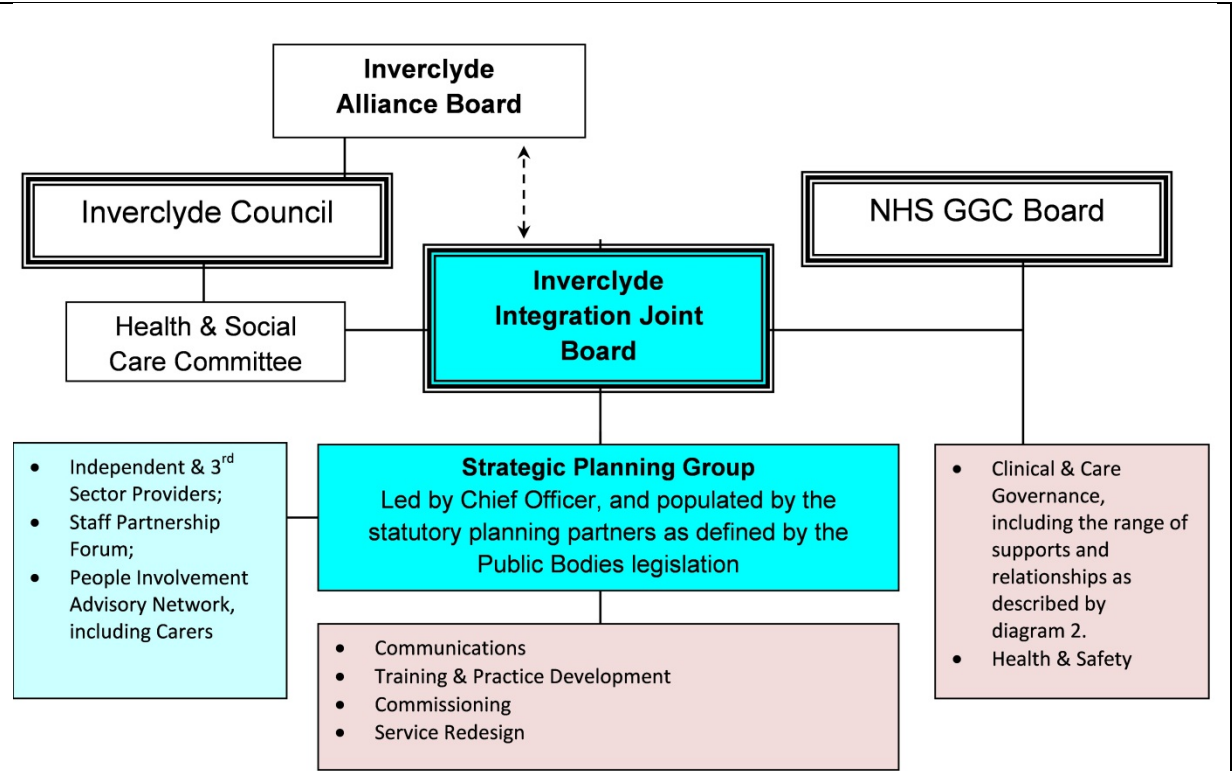 Inverclyde
Alliance Board
Inverclyde Council
NHS GGC Board
Inverclyde
Integration Joint
Board
Health & Social
Care Committee
• Independent & 3rd
Sector Providers;
• Staff Partnership
Forum;
• People Involvement
Advisory Network,
including Carers
Strategic Planning Group
Led by Chief Officer, and populated by the
statutory planning partners as defined by the
Public Bodies legislation
• Clinical & Care
Governance,
including the range of
supports and
relationships as
described by
diagram 2.
• Health & Safety
• Communications
• Training & Practice Development
• Commissioning
• Service Redesign